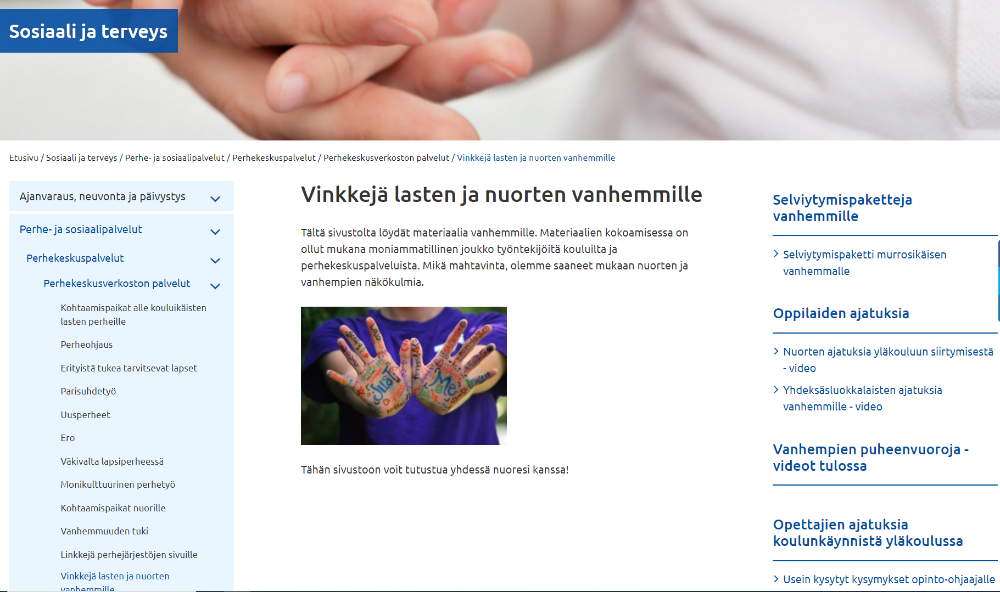 Sosiaali ja terveys
Etusivu / Sosiaali ja terveys / Perhe- ja sosiaalipalvelut / Perhekeskuspalvelut / Perhekeskusverkoston palvelut / Vinkkejä lasten ja nuorten vanhemmille
Ajanvaraus, neuvonta ja päivystys
Perhe- ja sosiaalipalvelut
Perhekeskuspalvelut
Perhekeskusverkoston palvelut
Kohtaamispaikat alle kouluikäisten
lasten perheille
Perheohjaus
Erityistä tukea tarvitsevat lapset
Parisuhdetyö
Uusperheet
Ero
Väkivalta lapsiperheessä
Monikulttuurinen perhetyö
Kohtaamispaikat nuorille
Vanhemmuuden tuki
Linkkejä perhejärjestöjen sivuille
Vinkkejä lasten ja nuorten
vanhemmille
Vinkkejä lasten ja nuorten vanhemmille
Tältä sivustolta löydät materiaalia vanhemmille. Materiaalien kokoamisessa on
ollut mukana moniammatillinen joukko työntekijöitä kouluilta ja
perhekeskuspalveluista. Mikä mahtavinta, olemme saaneet mukaan nuorten ja
vanhempien näkökulmia.
Just
Me
Faith
Tähän sivustoon voit tutustua yhdessä nuoresi kanssa!
Selviytymispaketteja
vanhemmille
Selviytymispaketti murrosikäisen
vanhemmalle
Oppilaiden ajatuksia
Nuorten ajatuksia yläkouluun siirtymisestä
- video
Yhdeksäsluokkalaisten ajatuksia
vanhemmille - video
Vanhempien puheenvuoroja -
videot tulossa
Opettajien ajatuksia
koulunkäynnistä yläkoulussa
Usein kysytyt kysymykset opinto-ohjaajalle